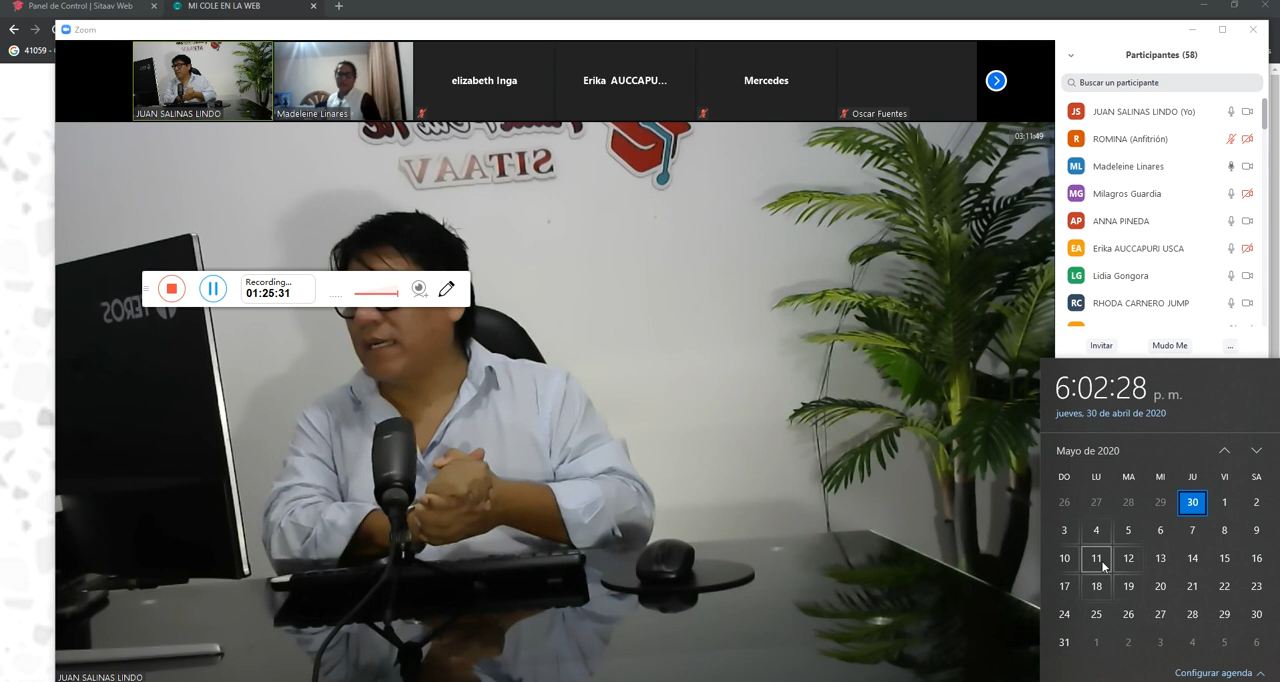 Panel de Control | Sitaav Web
MI COLE EN LA WEB
41059 -
Zoom
JUAN SALINAS LINDO
Madeleine Linares
elizabeth Inga
Erika AUCCAPU...
Mercedes
Oscar Fuentes
03:11:49
SITAAV
TEROS
Recording...
01:25:31
JUAN SALINAS LINDO
Participantes (58)
Buscar un participante
JS JUAN SALINAS LINDO (Yo)
R ROMINA (Anfitrión)
ML Madeleine Linares
MG Milagros Guardia
AP ANNA PINEDA
EA Erika AUCCAPURI USCA
LG Lidia Gongora
RC RHODA CARNERO JUMP
Invitar Mudo Me ...
6:02:28 p. m.
jueves, 30 de abril de 2020
Mayo de 2020
DO LU MA MI JU VI SA
26 27 28 29 30 1 2
3 4 5 6 7 8 9
10 11 12 13 14 15 16
17 18 19 20 21 22 23
24 25 26 27 28 29 30
31 1 2 3 4 5 6
Configurar agenda